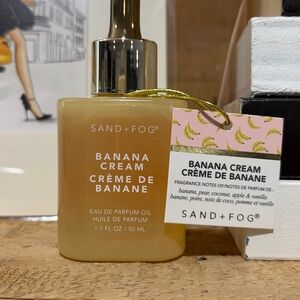 SAND + FOG®
BANANA
CREAM
CRÈME DE
BANANE
EAU DE PARFUM OIL
HUILE DE PARFUM
1.7 FL OZ / 50 ML
BANANA CREAM
CRÈME DE BANANE
FRAGRANCE NOTES OF/NOTES DE PARFUM DE:
banana, pear, coconut, apple & vanilla
banane, poire, noix de coco, pomme et vanille
SAND + FOG®